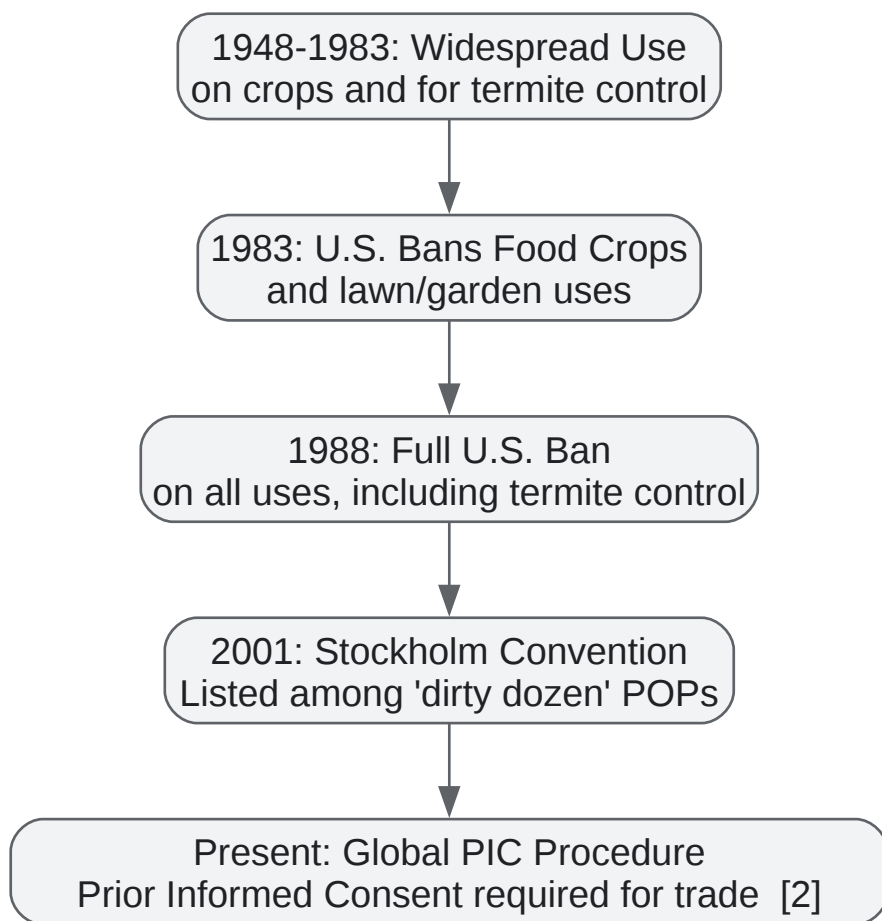 1948-1983: Widespread Use
on crops and for termite control
1983: U.S. Bans Food Crops
and lawn/garden uses
1988: Full U.S. Ban
on all uses, including termite control
2001: Stockholm Convention
Listed among 'dirty dozen' POPs
Present: Global PIC Procedure
Prior Informed Consent required for trade [2]